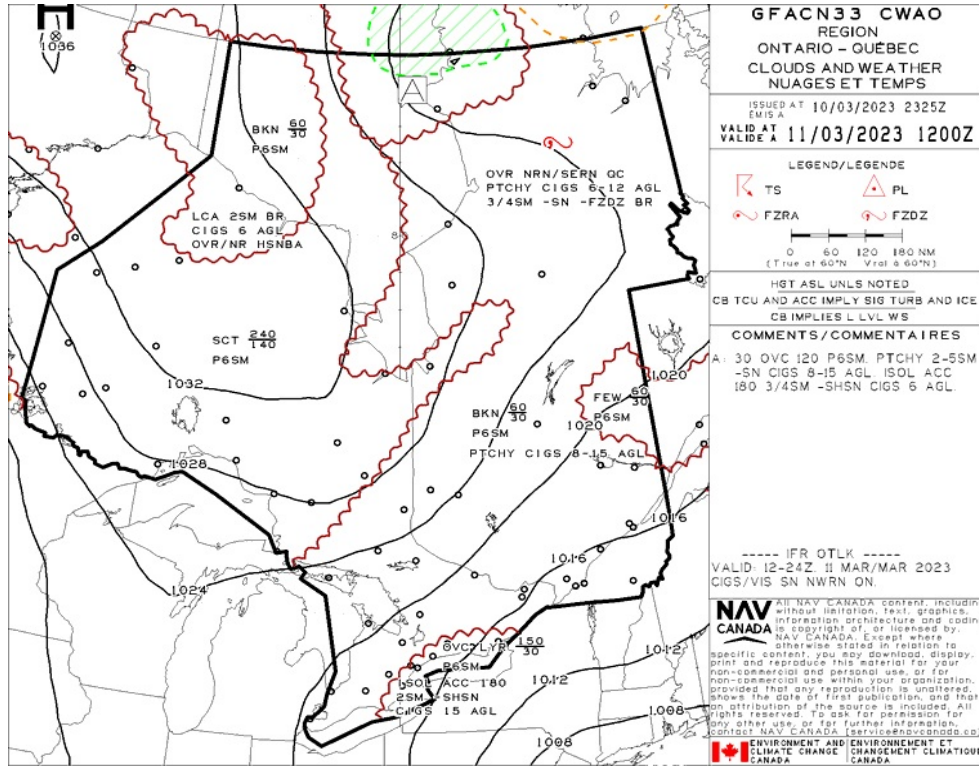 H
1036
BKN 60/30
P6SM
LCA 2SM BR
CIGS 6 AGL
OVR/NR HSNBA
A
OVR NRN/SERN QC
PTCHY CIGS 6-12 AGL
3/4SM -SN -FZDZ BR
8
SCT 240/140
P6SM
1032
1028
1024
BKN 60/30
P6SM
PTCHY CIGS 8-15 AGL
FEW 60/30
P6SM
1020
1020
1016
1016
OVC LYR 150/30
P6SM
ISOL ACC 180
2SM -SHSN
CIGS 15 AGL
1012
1012
1008
1008
GFACN33 CWAO
REGION
ONTARIO - QUÉBEC
CLOUDS AND WEATHER
NUAGES ET TEMPS
ISSUED AT 10/03/2023 2325Z
ÉMIS À
VALID AT 11/03/2023 1200Z
VALIDE À
LEGEND/LÉGENDE
TS PL
FZRA FZDZ
0 60 120 180 NM
(True at 60°N Vrai à 60°N)
HGT ASL UNLS NOTED
CB TCU AND ACC IMPLY SIG TURB AND ICE
CB IMPLIES L LVL WS
COMMENTS/COMMENTAIRES
A: 30 OVC 120 P6SM. PTCHY 2-5SM
-SN CIGS 8-15 AGL. ISOL ACC
180 3/4SM -SHSN CIGS 6 AGL.
----- IFR OTLK -----
VALID: 12-24Z. 11 MAR/MAR 2023
CIGS/VIS SN NWRN ON.
NAV CANADA
All NAV CANADA content, including
without limitation, text, graphics,
information architecture and coding
is copyright of, or licensed by,
NAV CANADA. Except where
otherwise stated in relation to
specific content, you may download, display,
print and reproduce this material for your
non-commercial and personal use, or for
non-commercial use within your organization,
provided that any reproduction is unaltered,
shows the date of first publication, and that
an attribution of the source is included. All
rights reserved. To ask for permission for
any other use, or for further information,
contact NAV CANADA [service@navcanada.ca
ENVIRONMENT AND
CLIMATE CHANGE
CANADA
ENVIRONNEMENT ET
CHANGEMENT CLIMATIQUE
CANADA